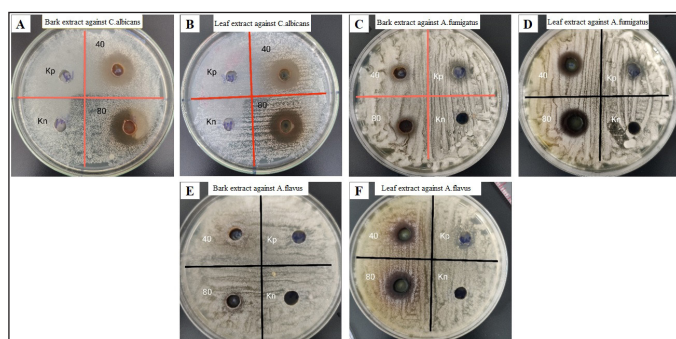 A
Bark extract against C.albicans
40
Kp
Kn
80
B
Leaf extract against C.albicans
40
Kp
80
Kn
C
Bark extract against A.fumigatus
40
Kp
80
Kn
D
Leaf extract against A.fumigatus
40
Kp
80
Kn
E
Bark extract against A.flavus
40
Kp
80
Kn
F
Leaf extract against A.flavus
40
Kp
80
Kn